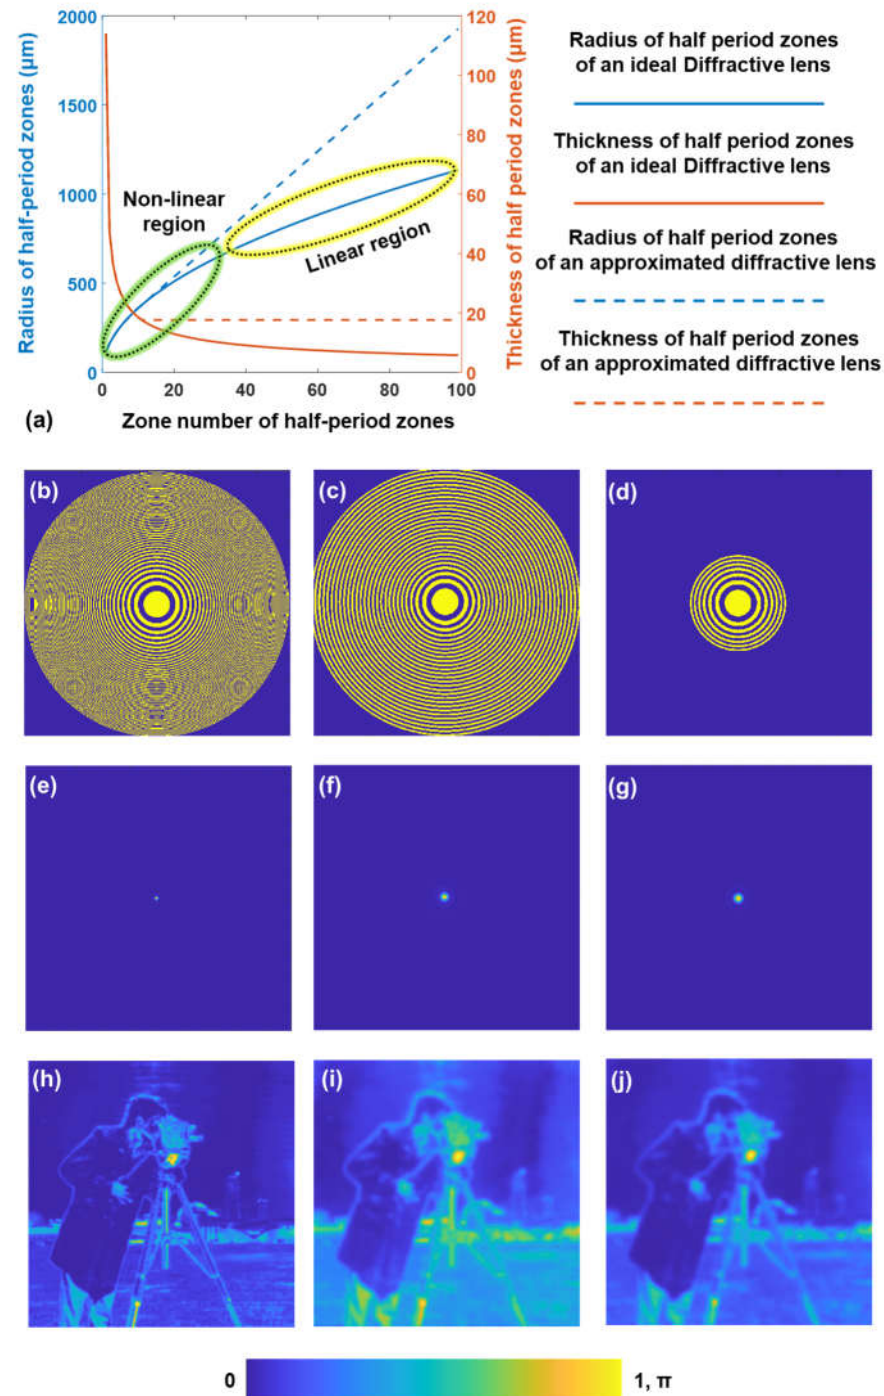 2000
1500
1000
500
0
Radius of half-period zones (µm)
120
100
80
60
40
20
0
Thickness of half period zones (µm)
Non-linear
region
Linear region
0
20
40
60
80
100
Zone number of half-period zones
(a)
Radius of half period zones
of an ideal Diffractive lens
Thickness of half period zones
of an ideal Diffractive lens
Radius of half period zones
of an approximated diffractive lens
Thickness of half period zones
of an approximated diffractive lens
(b)
(c)
(d)
(e)
(f)
(g)
(h)
(i)
(j)
0
1, π